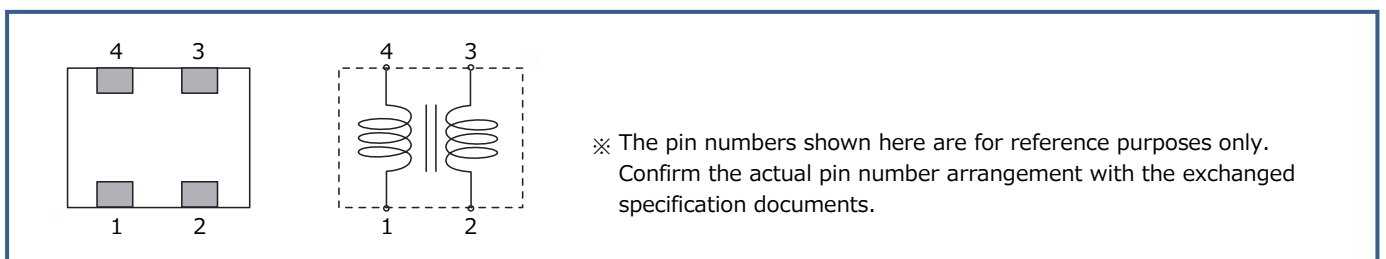 4 3
4 3
※ The pin numbers shown here are for reference purposes only.
Confirm the actual pin number arrangement with the exchanged
specification documents.
1 2
1 2